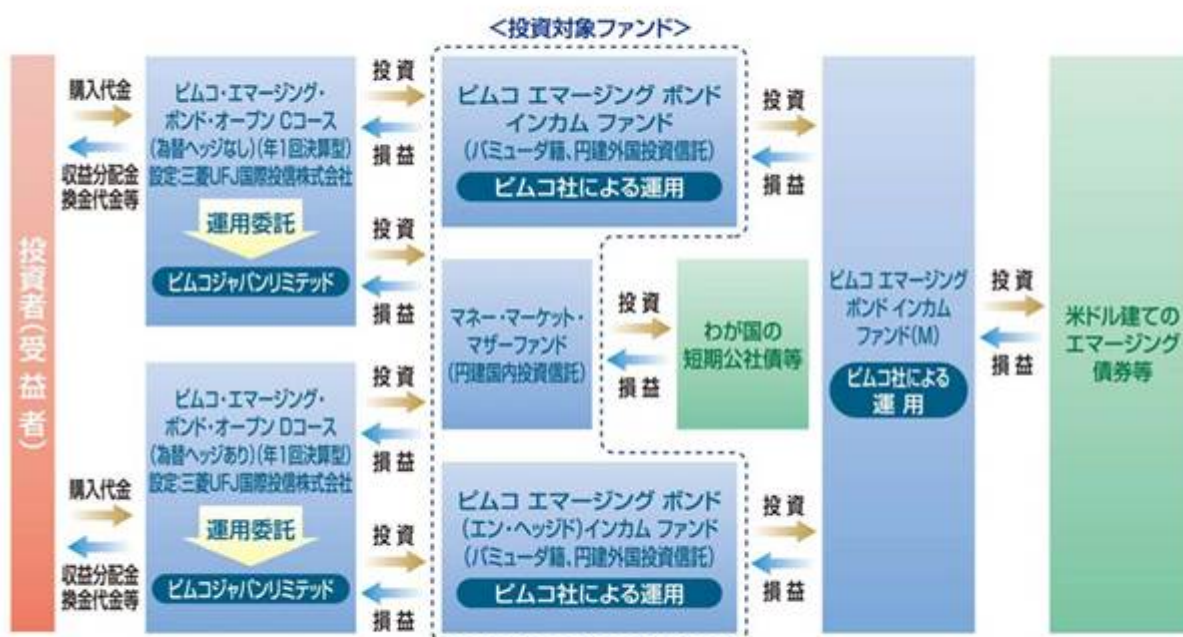 ＜投資対象ファンド＞
投資者(受益者)
購入代金
収益分配金
換金代金等
ピムコ・エマージング・
ボンド・オープン Cコース
(為替ヘッジなし)(年1回決算型)
設定:三菱UFJ国際投信株式会社
運用委託
ピムコジャパンリミテッド
投資
損益
投資
損益
ピムコ エマージング ボンド
インカム ファンド
(バミューダ籍、円建外国投資信託)
ピムコ社による運用
投資
損益
マネー・マーケット・
マザーファンド
(円建国内投資信託)
投資
損益
わが国の
短期公社債等
ピムコ エマージング
ボンド インカム
ファンド(M)
ピムコ社による
運用
投資
損益
米ドル建ての
エマージング
債券等
購入代金
収益分配金
換金代金等
ピムコ・エマージング・
ボンド・オープン Dコース
(為替ヘッジあり)(年1回決算型)
設定:三菱UFJ国際投信株式会社
運用委託
ピムコジャパンリミテッド
投資
損益
投資
損益
ピムコ エマージング ボンド
(エン・ヘッジド)インカム ファンド
(バミューダ籍、円建外国投資信託)
ピムコ社による運用
投資
損益